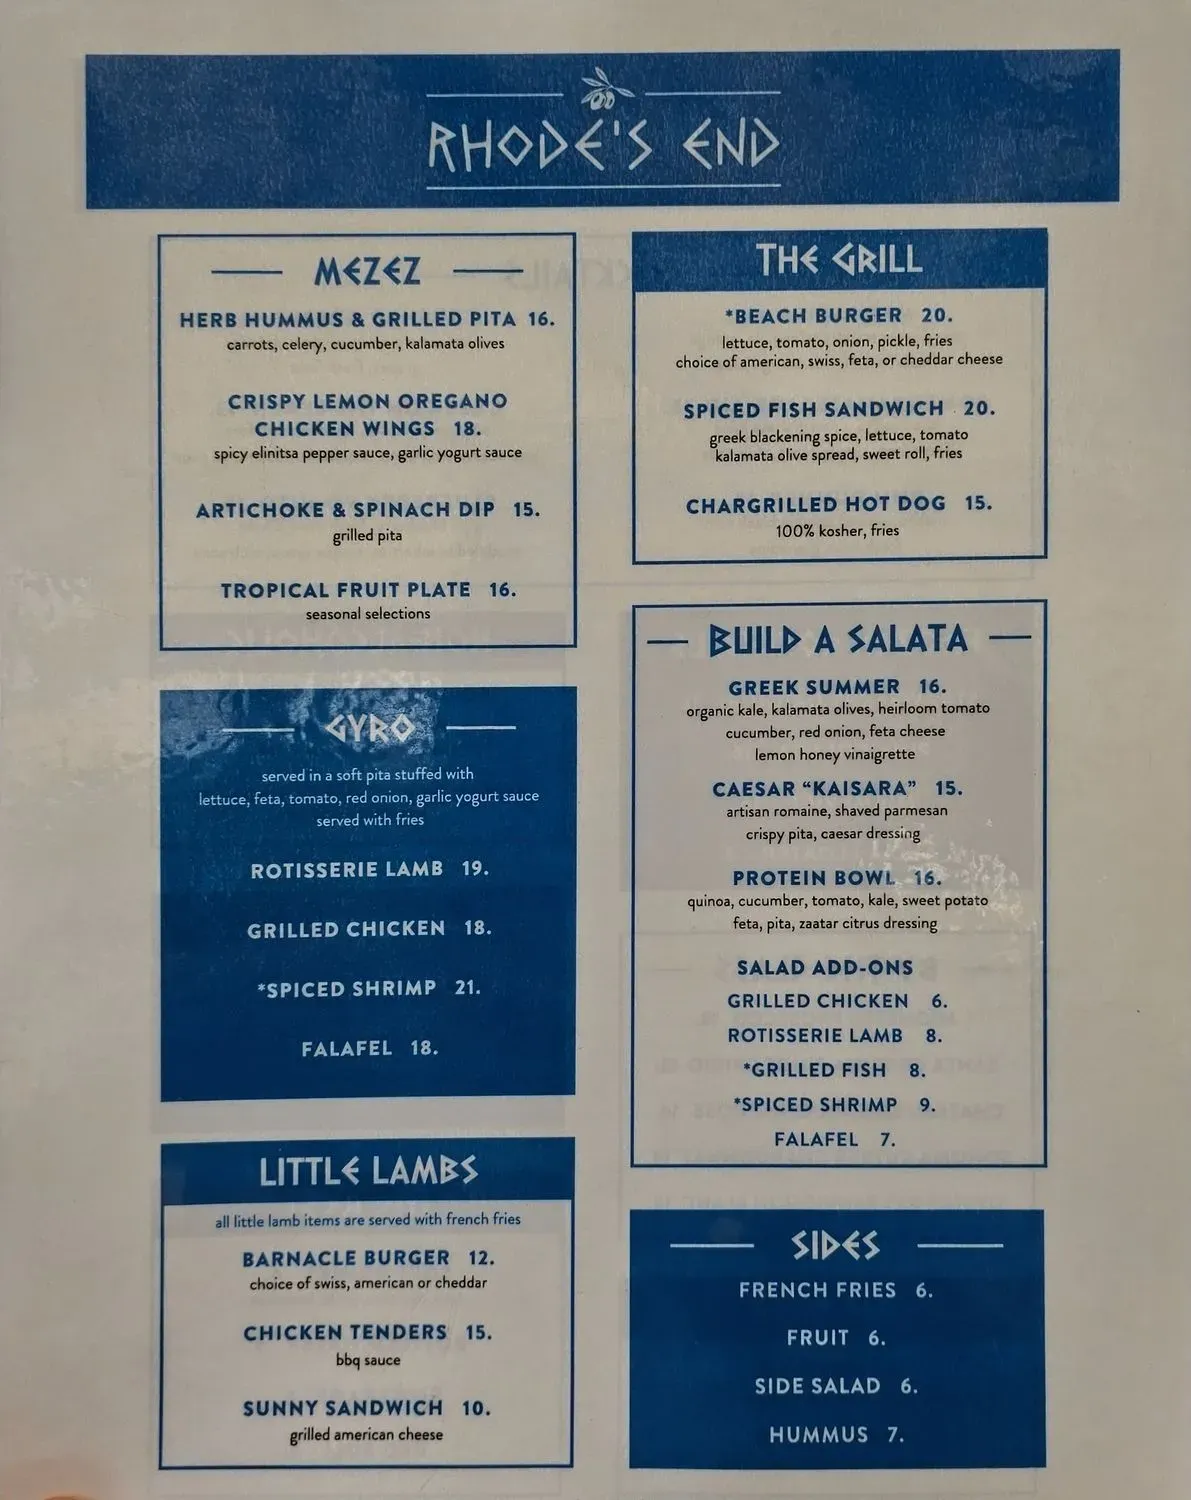 RHODE'S END
MEZEZ
HERB HUMMUS & GRILLED PITA 16.
carrots, celery, cucumber, kalamata olives
CRISPY LEMON OREGANO
CHICKEN WINGS 18.
spicy elinitsa pepper sauce, garlic yogurt sauce
ARTICHOKE & SPINACH DIP 15.
grilled pita
TROPICAL FRUIT PLATE 16.
seasonal selections
GYRO
served in a soft pita stuffed with
lettuce, feta, tomato, red onion, garlic yogurt sauce
served with fries
ROTISSERIE LAMB 19.
GRILLED CHICKEN 18.
*SPICED SHRIMP 21.
FALAFEL 18.
LITTLE LAMBS
all little lamb items are served with french fries
BARNACLE BURGER 12.
choice of swiss, american or cheddar
CHICKEN TENDERS 15.
bbq sauce
SUNNY SANDWICH 10.
grilled american cheese
THE GRILL
*BEACH BURGER 20.
lettuce, tomato, onion, pickle, fries
choice of american, swiss, feta, or cheddar cheese
SPICED FISH SANDWICH 20.
greek blackening spice, lettuce, tomato
kalamata olive spread, sweet roll, fries
CHARGRILLED HOT DOG 15.
100% kosher, fries
BUILD A SALATA
GREEK SUMMER 16.
organic kale, kalamata olives, heirloom tomato
cucumber, red onion, feta cheese
lemon honey vinaigrette
CAESAR “KAISARA” 15.
artisan romaine, shaved parmesan
crispy pita, caesar dressing
PROTEIN BOWL 16.
quinoa, cucumber, tomato, kale, sweet potato
feta, pita, zaatar citrus dressing
SALAD ADD-ONS
GRILLED CHICKEN 6.
ROTISSERIE LAMB 8.
*GRILLED FISH 8.
*SPICED SHRIMP 9.
FALAFEL 7.
SIDES
FRENCH FRIES 6.
FRUIT 6.
SIDE SALAD 6.
HUMMUS 7.